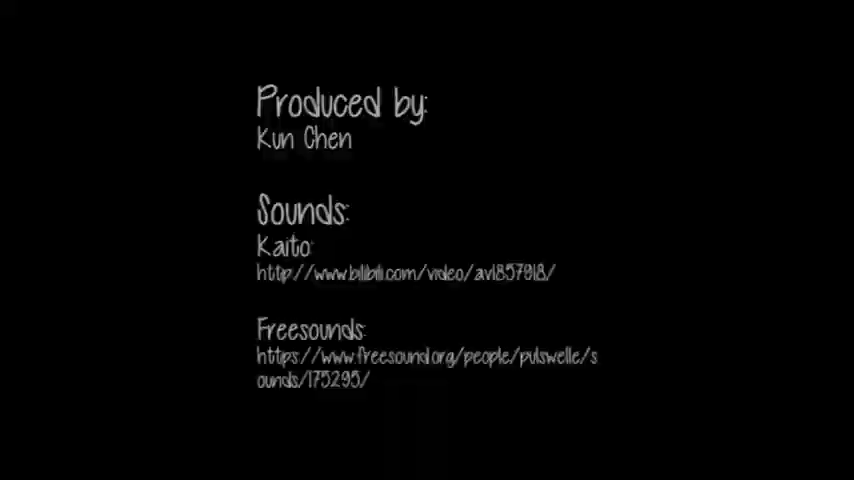 Produced by:
Kun Chen
Sounds:
Kaito:
http://www.bilibili.com/video/av1857918/
Freesounds:
https://www.freesound.org/people/pulswelle/s
ounds/175295/